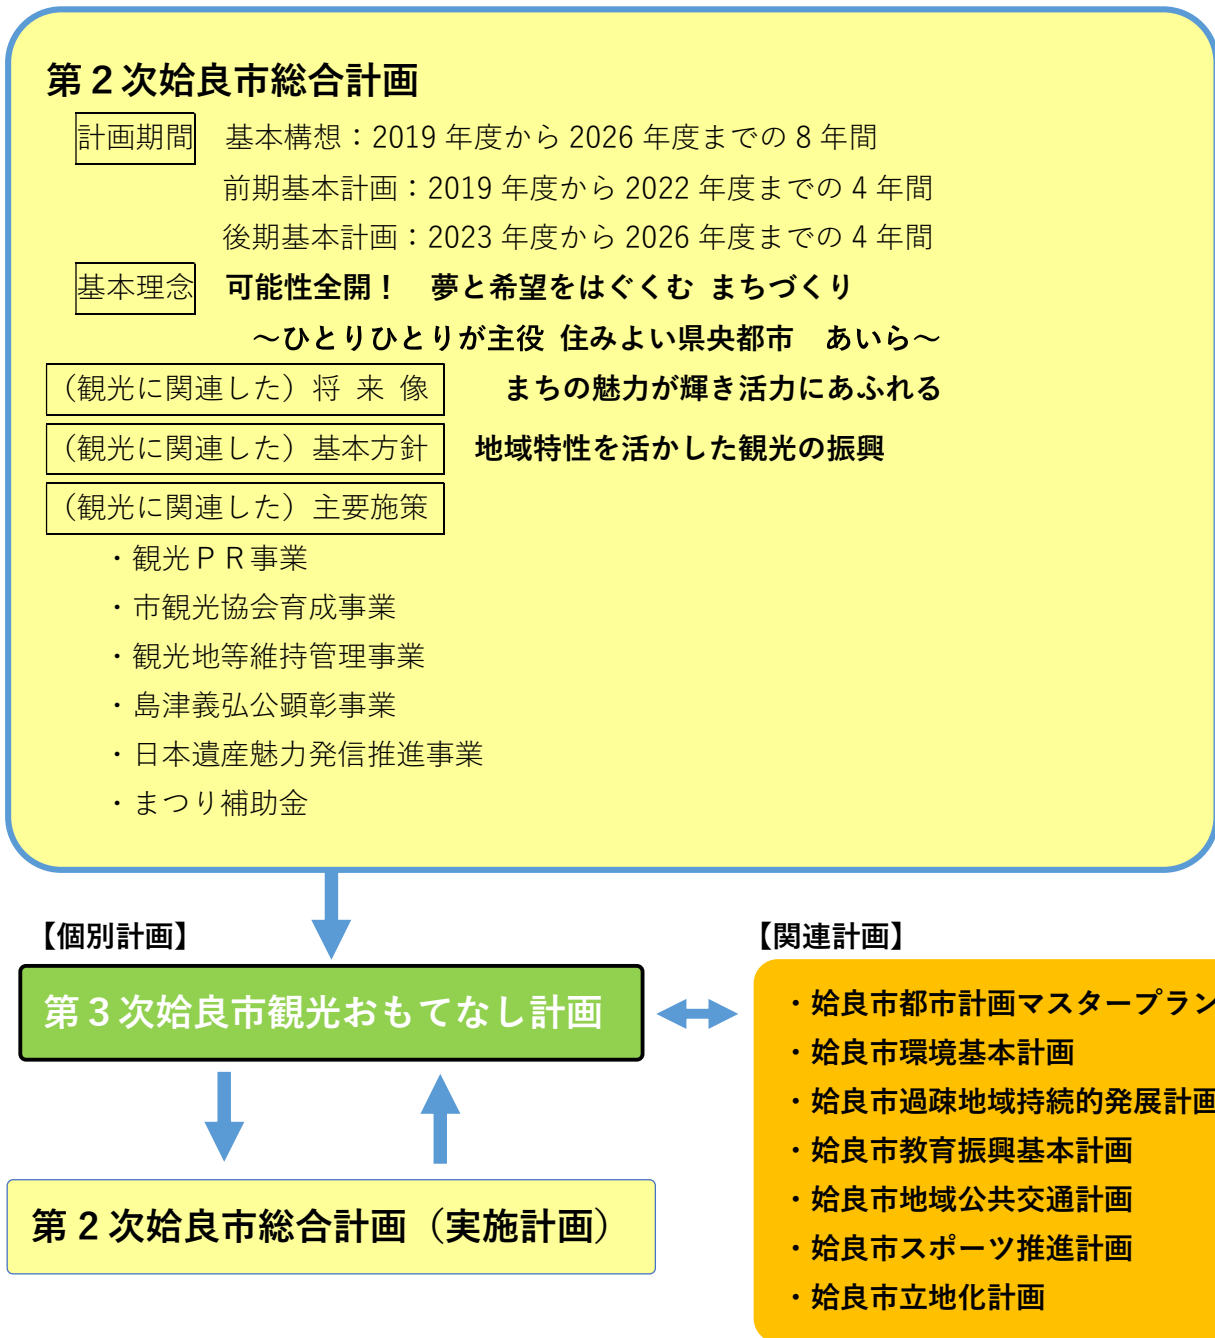 第２次姶良市総合計画
計画期間　基本構想：2019 年度から 2026 年度までの 8 年間
前期基本計画：2019 年度から 2022 年度までの 4 年間
後期基本計画：2023 年度から 2026 年度までの 4 年間
基本理念　可能性全開！　夢と希望をはぐくむ まちづくり
～ひとりひとりが主役 住みよい県央都市　あいら～
（観光に関連した）将 来 像　まちの魅力が輝き活力にあふれる
（観光に関連した）基本方針　地域特性を活かした観光の振興
（観光に関連した）主要施策
・観光ＰＲ事業
・市観光協会育成事業
・観光地等維持管理事業
・島津義弘公顕彰事業
・日本遺産魅力発信推進事業
・まつり補助金
【個別計画】
第３次姶良市観光おもてなし計画
第 2 次姶良市総合計画（実施計画）
【関連計画】
・姶良市都市計画マスタープラン
・姶良市環境基本計画
・姶良市過疎地域持続的発展計画
・姶良市教育振興基本計画
・姶良市地域公共交通計画
・姶良市スポーツ推進計画
・姶良市立地化計画